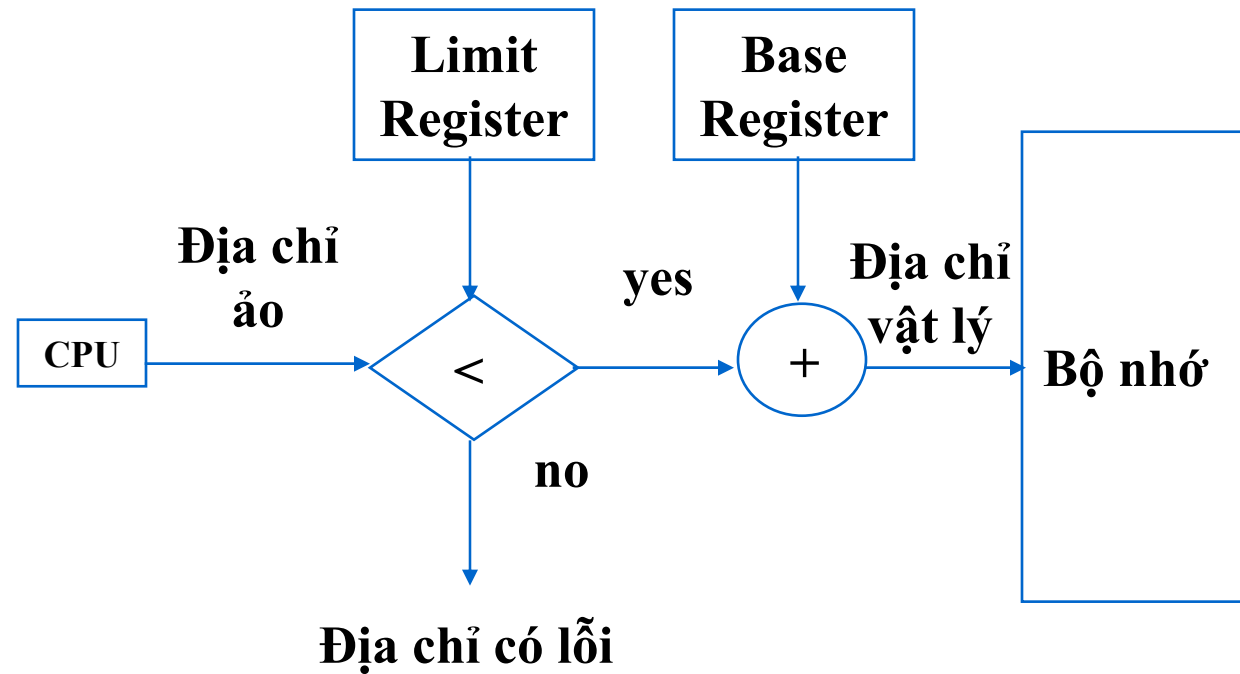 Limit
Register
Base
Register
Địa chỉ
ảo
yes
Địa chỉ
vật lý
CPU
<
+
Bộ nhớ
no
Địa chỉ có lỗi